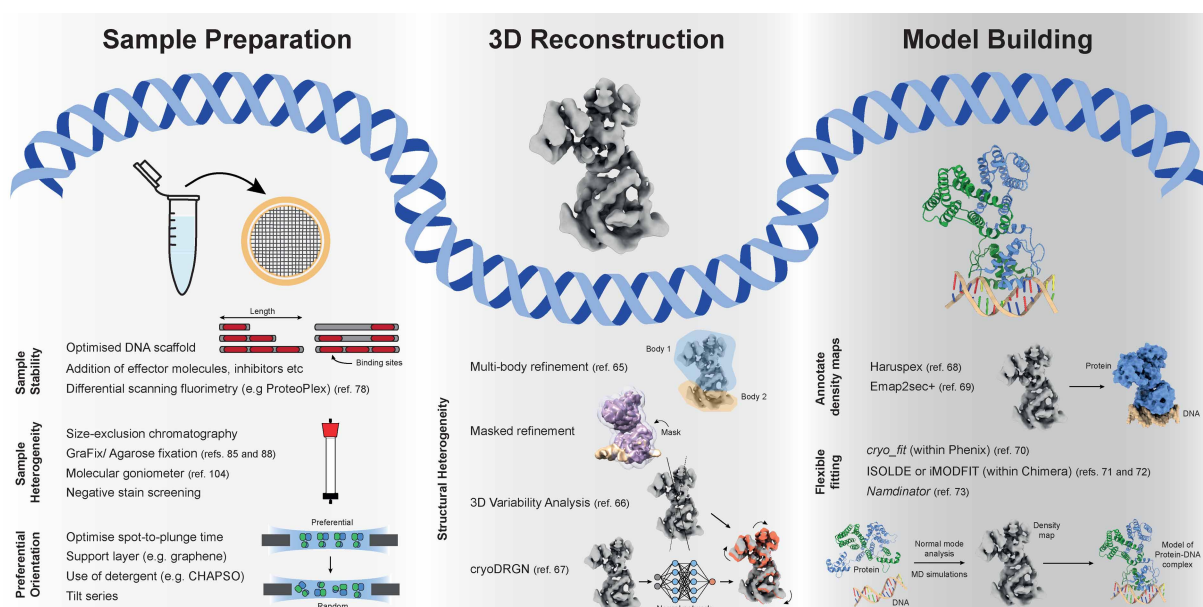 Sample Preparation
Length
Binding sites
Sample Stability
Optimised DNA scaffold
Addition of effector molecules, inhibitors etc
Differential scanning fluorimetry (e.g ProteoPlex) (ref. 78)
Sample Heterogeneity
Size-exclusion chromatography
GraFix/ Agarose fixation (refs. 85 and 88)
Molecular goniometer (ref. 104)
Negative stain screening
Preferential Orientation
Optimise spot-to-plunge time
Support layer (e.g. graphene)
Use of detergent (e.g. CHAPSO)
Tilt series
Preferential
Random
3D Reconstruction
Structural Heterogeneity
Multi-body refinement (ref. 65)
Body 1
Body 2
Masked refinement
Mask
3D Variability Analysis (ref. 66)
cryoDRGN (ref. 67)
Model Building
Annotate density maps
Haruspex (ref. 68)
Emap2sec+ (ref. 69)
Protein
DNA
Flexible fitting
cryo_fit (within Phenix) (ref. 70)
ISOLDE or iMODFIT (within Chimera) (refs. 71 and 72)
Namdinator (ref. 73)
Protein
DNA
Normal mode analysis
MD simulations
Density map
Model of Protein-DNA complex